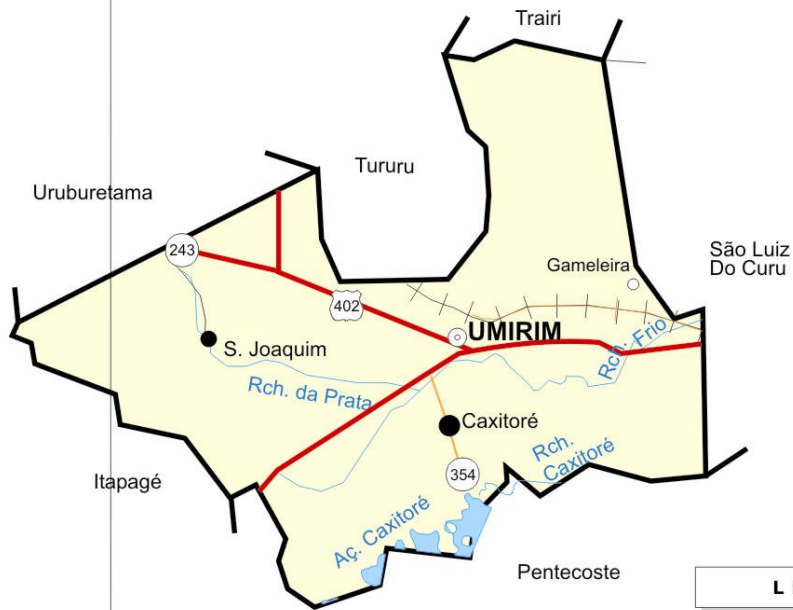 Trairi
Tururu
Uruburetama
243
São Luiz
Do Curu
Gameleira
402
UMIRIM
S. Joaquim
Rch. Frio
Rch. da Prata
Caxitoré
354
Rch.
Caxitoré
Itapagé
Aç. Caxitoré
Pentecoste
L